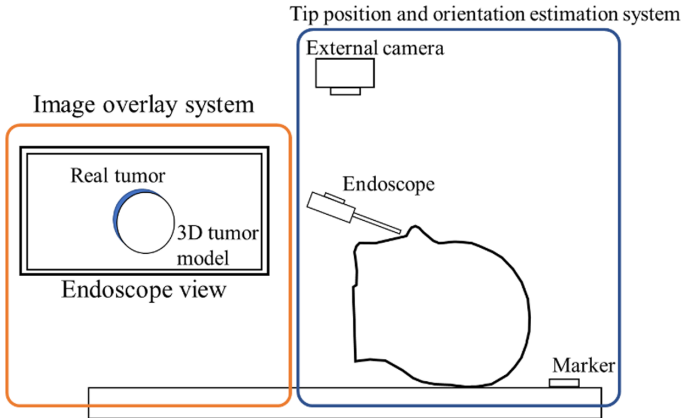 Tip position and orientation estimation system
External camera
Image overlay system
Real tumor
Endoscope
3D tumor
model
Endoscope view
Marker